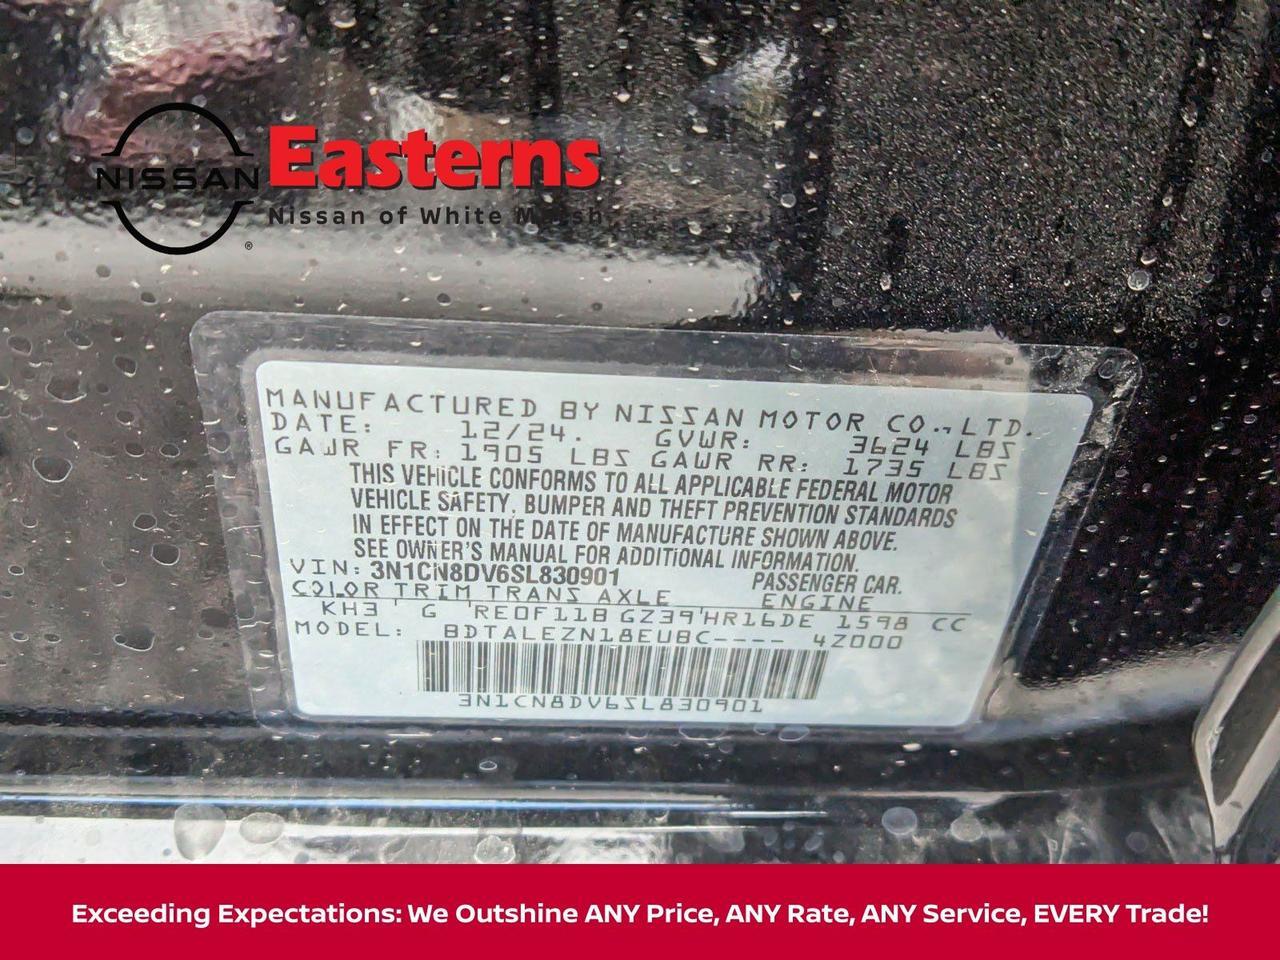 NISSAN
®
Easterns
Nissan of White Marsh
MANUFACTURED BY NISSAN MOTOR CO., LTD.
DATE: 12/24. GVWR: 3624 LBS
GAWR FR: 1905 LBS GAWR RR: 1735 LBS
THIS VEHICLE CONFORMS TO ALL APPLICABLE FEDERAL MOTOR
VEHICLE SAFETY, BUMPER AND THEFT PREVENTION STANDARDS
IN EFFECT ON THE DATE OF MANUFACTURE SHOWN ABOVE.
SEE OWNER'S MANUAL FOR ADDITIONAL INFORMATION.
VIN: 3N1CN8DV6SL830901 PASSENGER CAR.
COLOR TRIM TRANS AXLE ENGINE
KH3 G RE0F11B GZ39 HR16DE 1598 CC
MODEL: BDTALEZN18EUBC---- 4Z000
3N1CN8DV6SL830901
Exceeding Expectations: We Outshine ANY Price, ANY Rate, ANY Service, EVERY Trade!